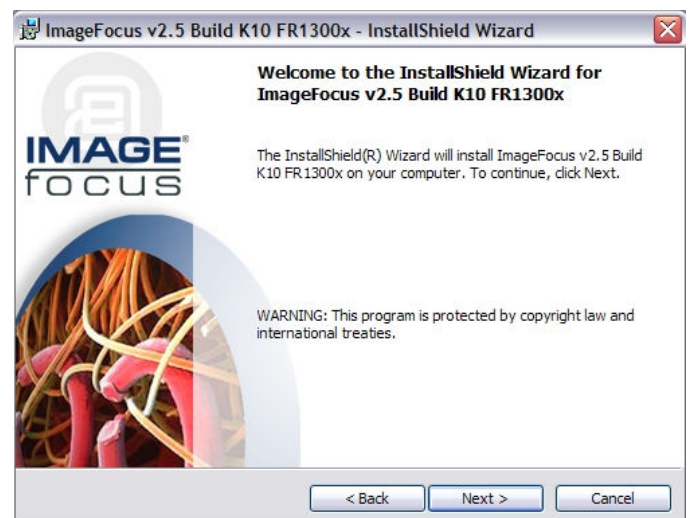 ImageFocus v2.5 Build K10 FR1300x - InstallShield Wizard
Welcome to the InstallShield Wizard for
ImageFocus v2.5 Build K10 FR1300x
IMAGE®
focus
The InstallShield(R) Wizard will install ImageFocus v2.5 Build
K10 FR1300x on your computer. To continue, click Next.
WARNING: This program is protected by copyright law and
international treaties.
< Back
Next >
Cancel